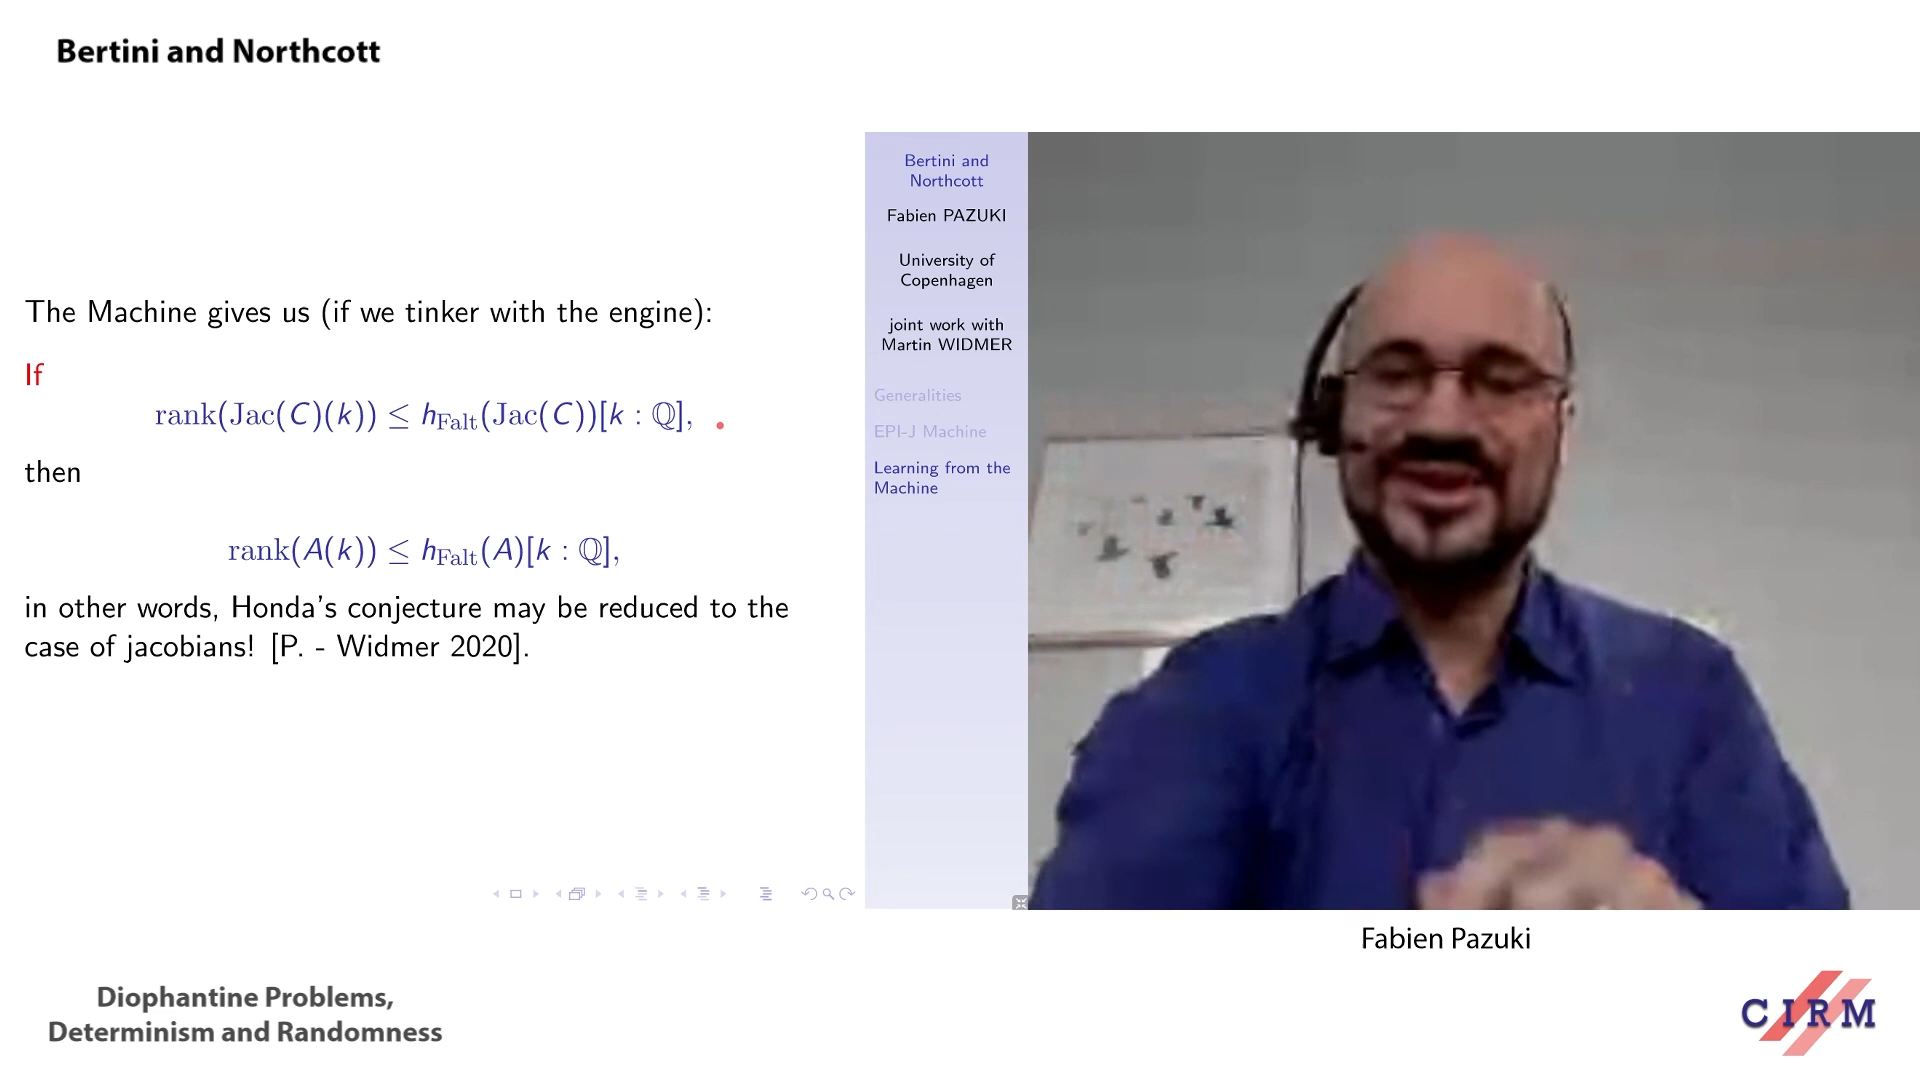 Bertini and Northcott
The Machine gives us (if we tinker with the engine):
If
rank(Jac(C)(k)) ≤ h_Falt(Jac(C))[k : ℚ],
then
rank(A(k)) ≤ h_Falt(A)[k : ℚ],
in other words, Honda's conjecture may be reduced to the
case of jacobians! [P. - Widmer 2020].
Bertini and
Northcott
Fabien PAZUKI
University of
Copenhagen
joint work with
Martin WIDMER
Generalities
EPI-J Machine
Learning from the
Machine
Fabien Pazuki
Diophantine Problems,
Determinism and Randomness
CIRM